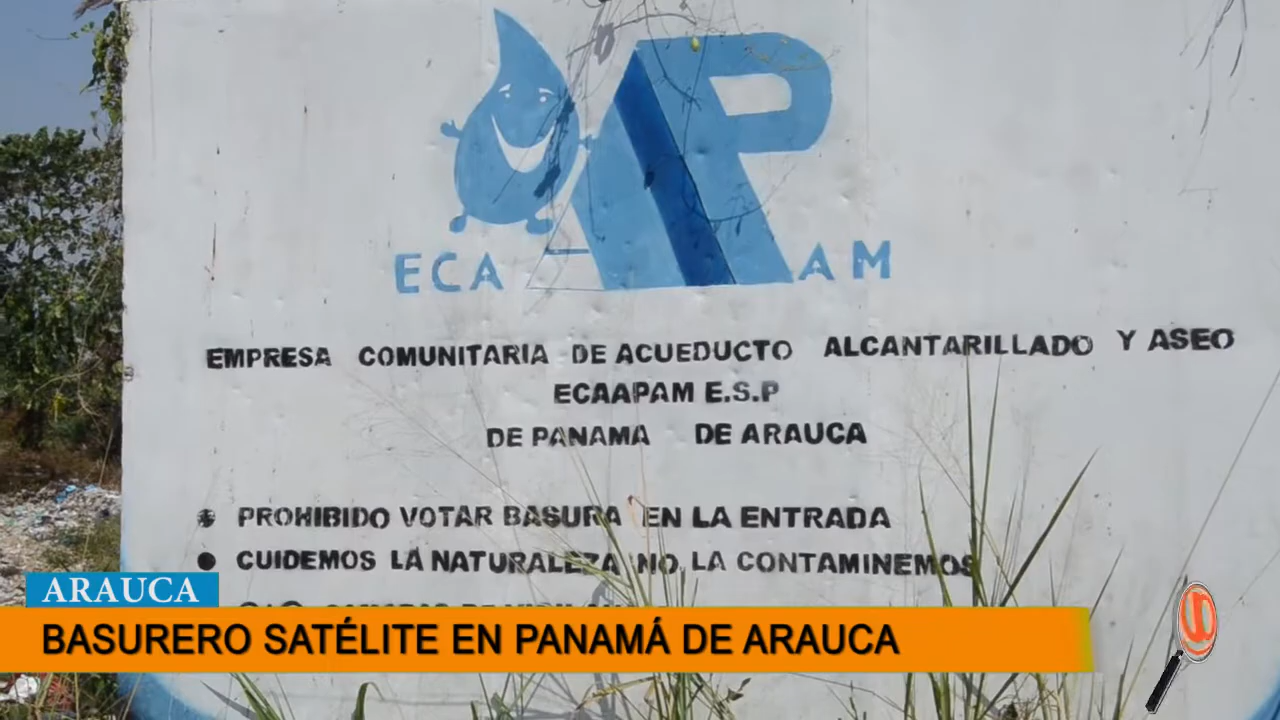 ECA AP AM
EMPRESA COMUNITARIA DE ACUEDUCTO ALCANTARILLADO Y ASEO
ECAAPAM E.S.P
DE PANAMA DE ARAUCA
PROHIBIDO VOTAR BASURA EN LA ENTRADA
CUIDEMOS LA NATURALEZA NO LA CONTAMINEMOS
ARAUCA
BASURERO SATÉLITE EN PANAMÁ DE ARAUCA